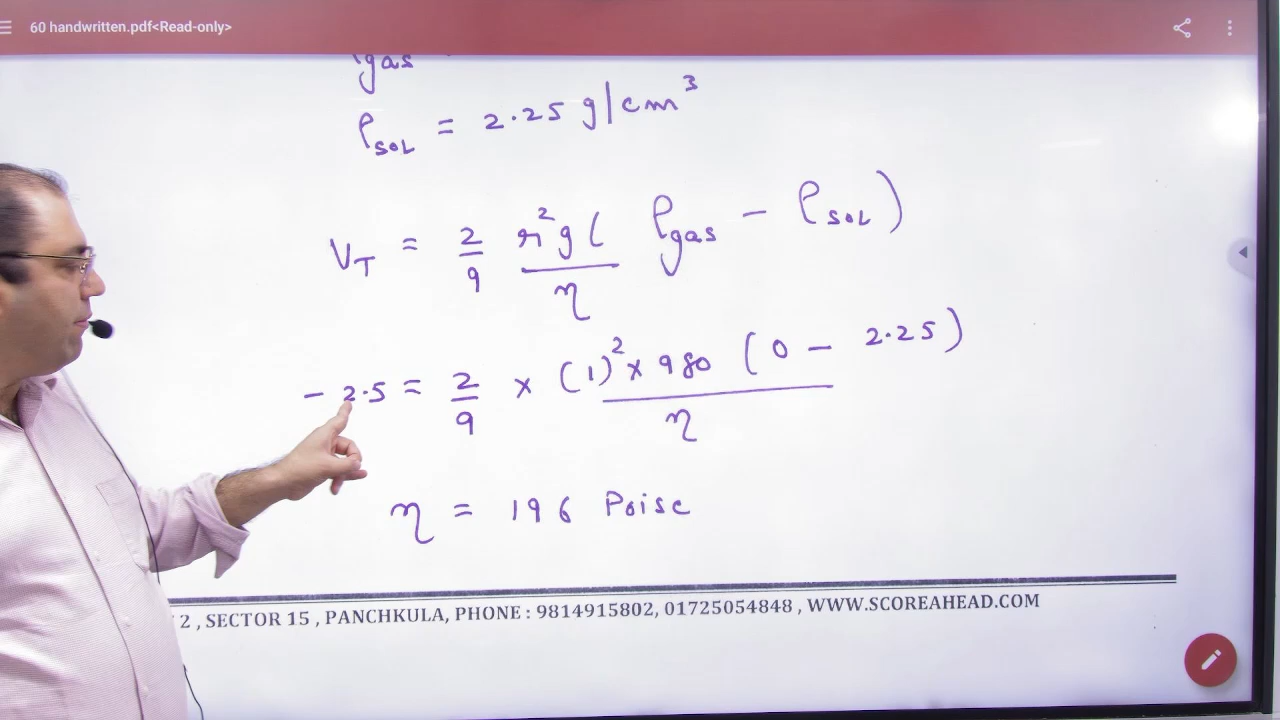 60 handwritten.pdf<Read-only>
ρgas
ρSOL = 2.25 g/cm³
VT = 2/9 r²g( ρgas - ρSOL ) / η
- 2.5 = 2/9 × (1)² × 980 ( 0 - 2.25 ) / η
η = 196 Poise
2 , SECTOR 15 , PANCHKULA, PHONE : 9814915802, 01725054848 , WWW.SCOREAHEAD.COM